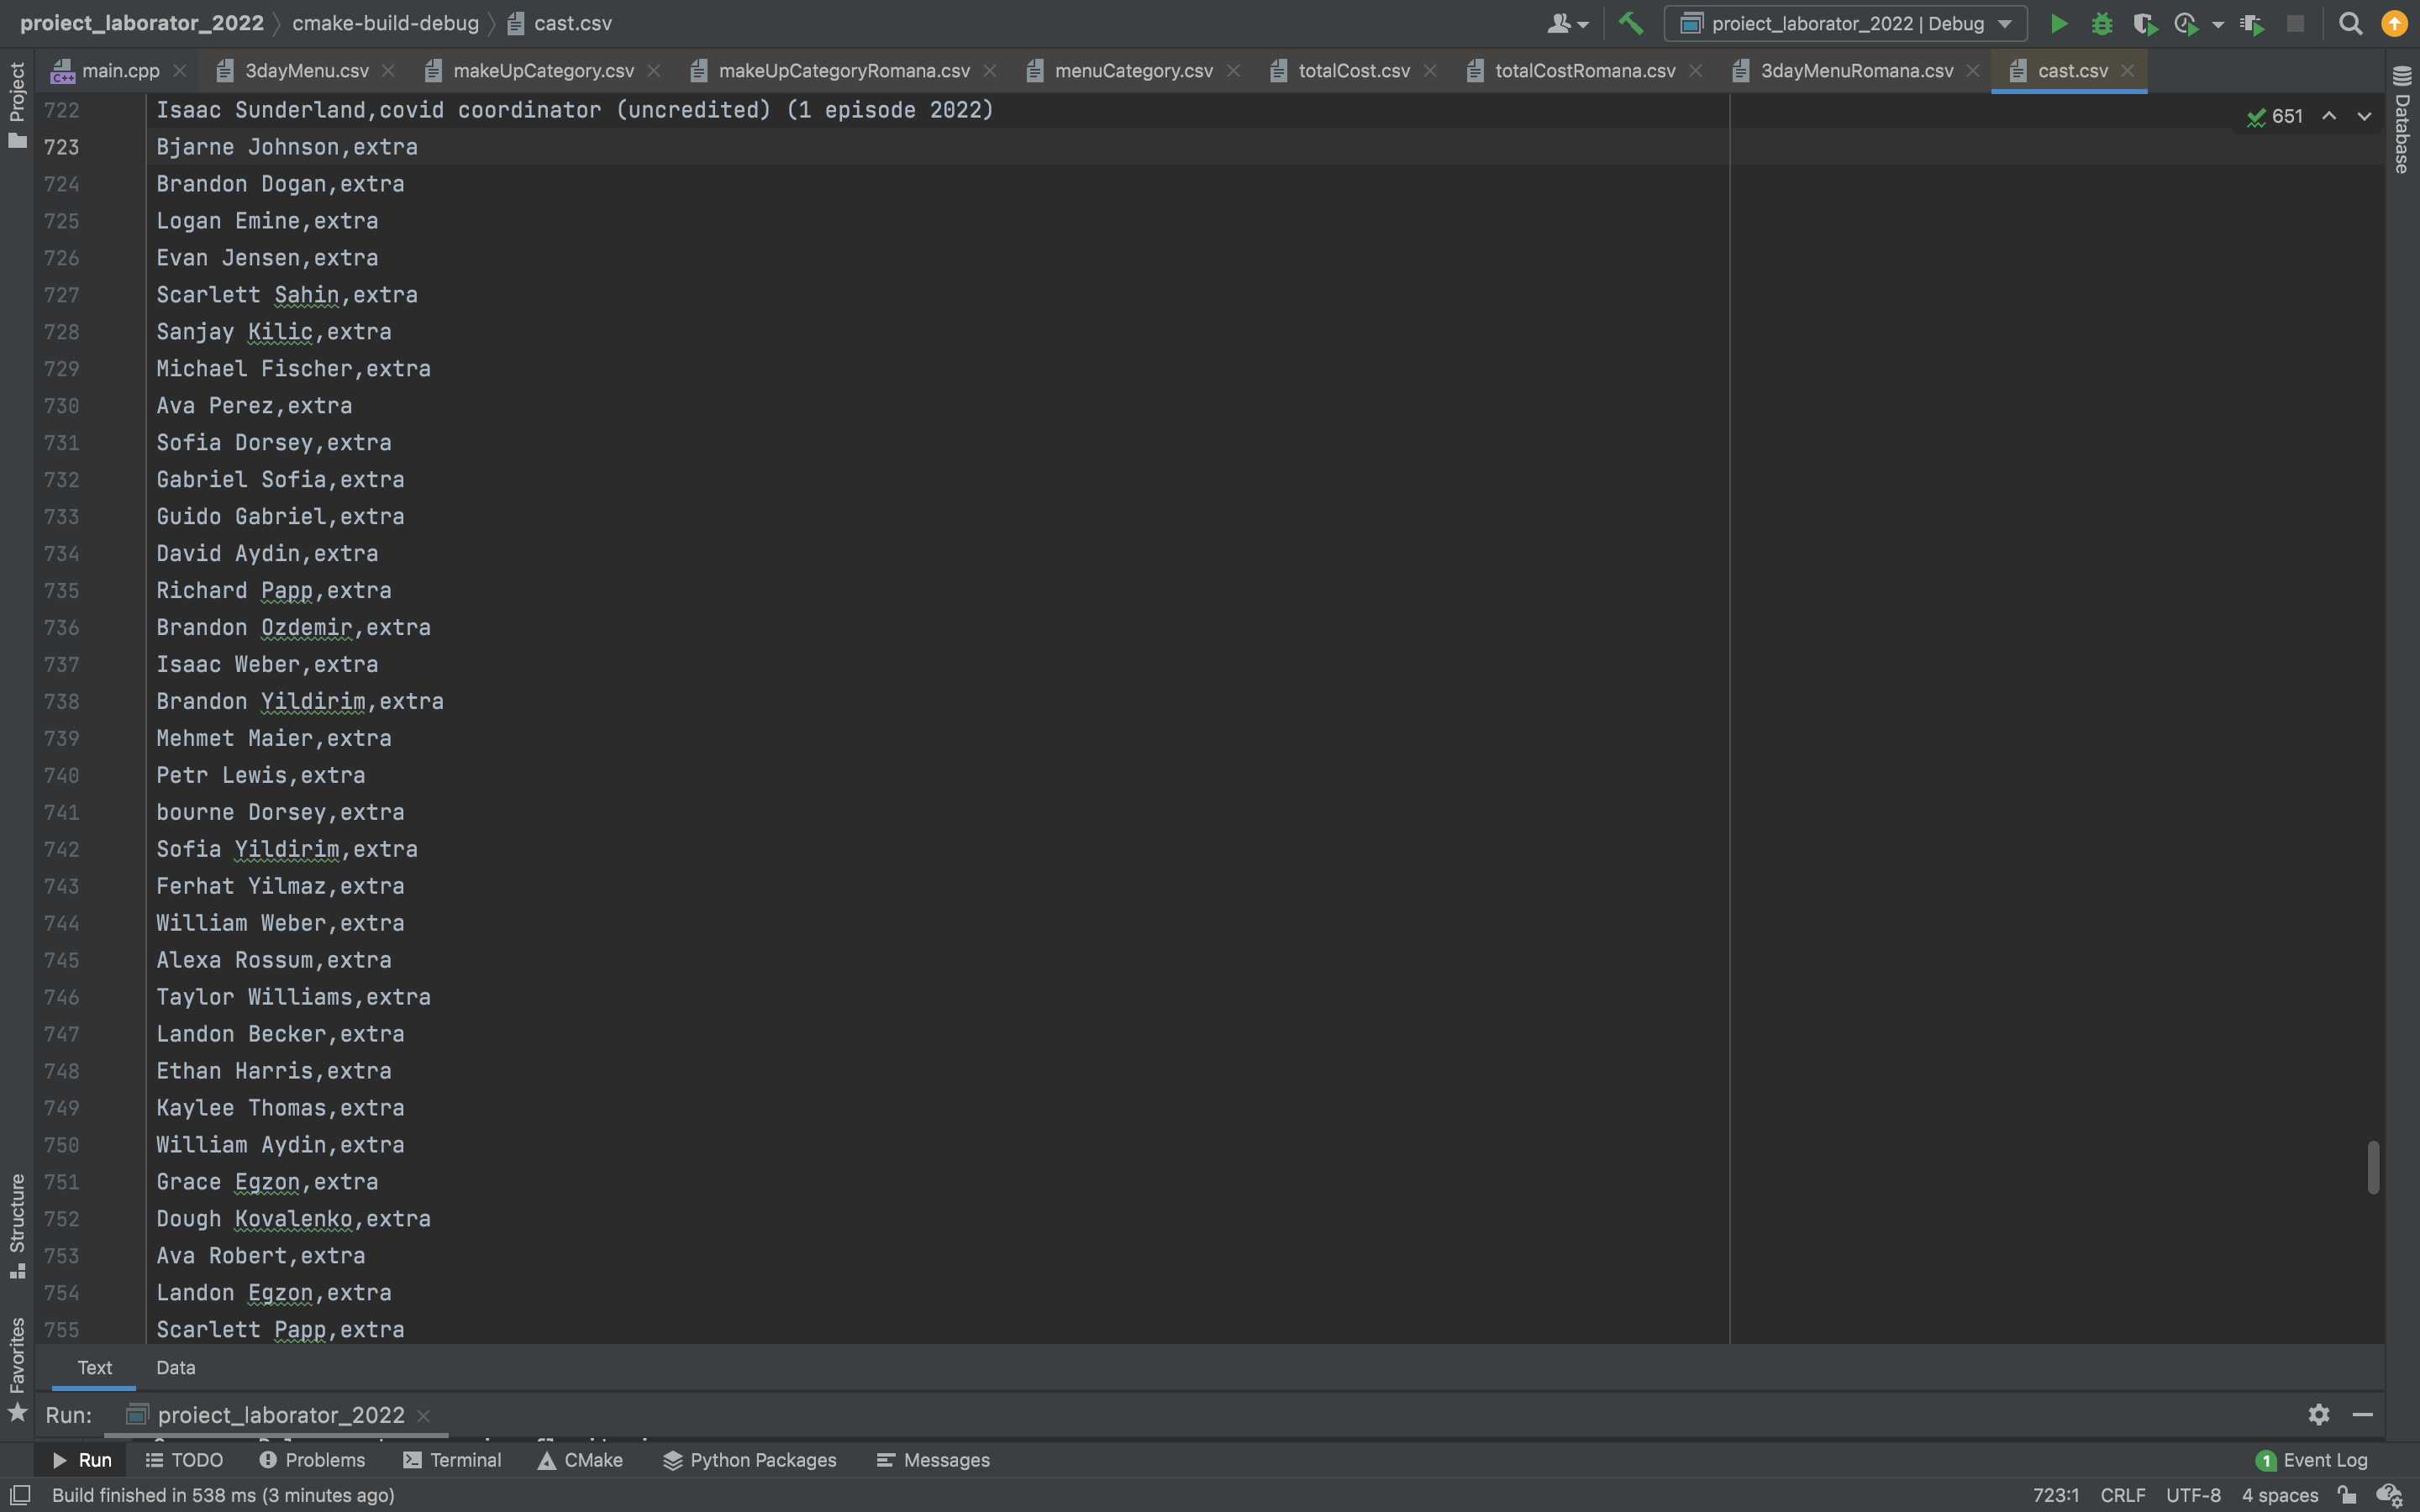 proiect_laborator_2022 cmake-build-debug cast.csv proiect_laborator_2022 | Debug
main.cpp 3dayMenu.csv makeUpCategory.csv makeUpCategoryRomana.csv menuCategory.csv totalCost.csv totalCostRomana.csv 3dayMenuRomana.csv cast.csv
Project
Database
651
722 Isaac Sunderland,covid coordinator (uncredited) (1 episode 2022)
723 Bjarne Johnson,extra
724 Brandon Dogan,extra
725 Logan Emine,extra
726 Evan Jensen,extra
727 Scarlett Sahin,extra
728 Sanjay Kilic,extra
729 Michael Fischer,extra
730 Ava Perez,extra
731 Sofia Dorsey,extra
732 Gabriel Sofia,extra
733 Guido Gabriel,extra
734 David Aydin,extra
735 Richard Papp,extra
736 Brandon Ozdemir,extra
737 Isaac Weber,extra
738 Brandon Yildirim,extra
739 Mehmet Maier,extra
740 Petr Lewis,extra
741 bourne Dorsey,extra
742 Sofia Yildirim,extra
743 Ferhat Yilmaz,extra
744 William Weber,extra
745 Alexa Rossum,extra
746 Taylor Williams,extra
747 Landon Becker,extra
748 Ethan Harris,extra
749 Kaylee Thomas,extra
750 William Aydin,extra
751 Grace Egzon,extra
752 Dough Kovalenko,extra
753 Ava Robert,extra
754 Landon Egzon,extra
755 Scarlett Papp,extra
Structure
Favorites
Text Data
Run: proiect_laborator_2022
Run TODO Problems Terminal CMake Python Packages Messages 1 Event Log
Build finished in 538 ms (3 minutes ago) 723:1 CRLF UTF-8 4 spaces